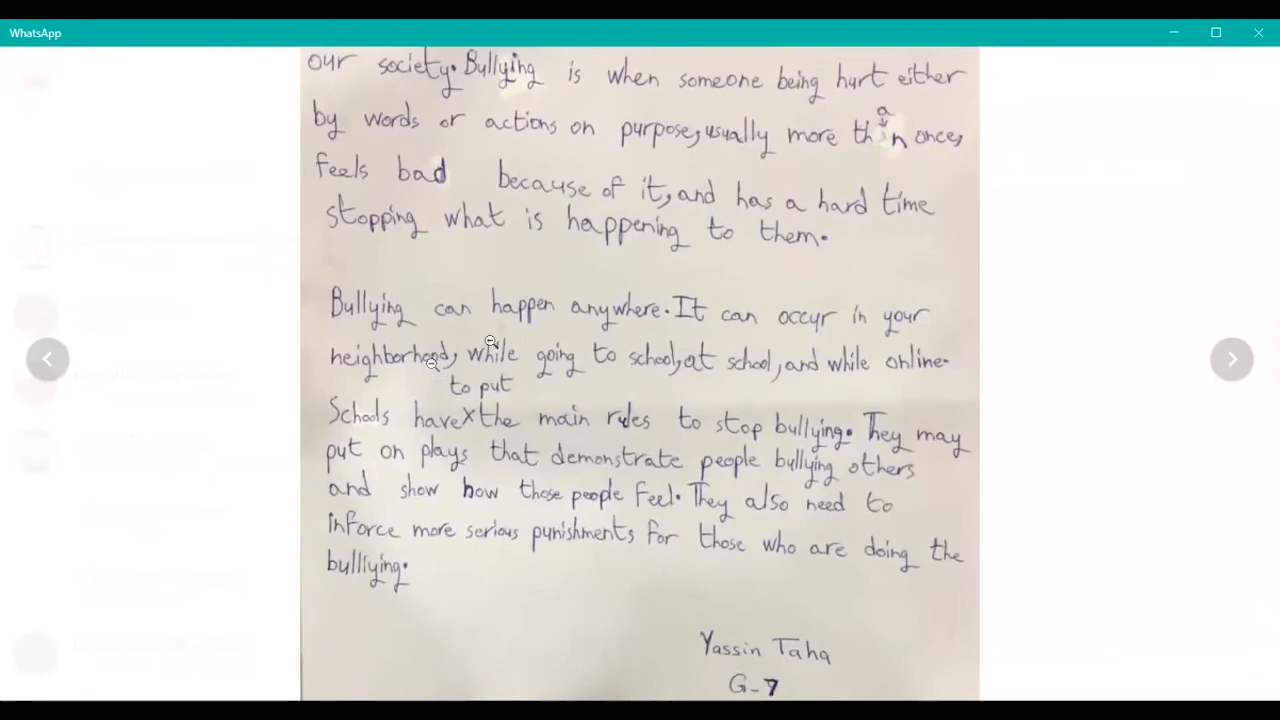 WhatsApp
our society. Bullying is when someone being hurt either
by words or actions on purpose, usually more than once,
feels bad because of it, and has a hard time
stopping what is happening to them.
Bullying can happen anywhere. It can occur in your
neighborhood, while going to school, at school, and while online.
to put
Schools have x the main rules to stop bullying. They may
put on plays that demonstrate people bullying others
and show how those people feel. They also need to
inforce more serious punishments for those who are doing the
bulliying.
Yassin Taha
G-7